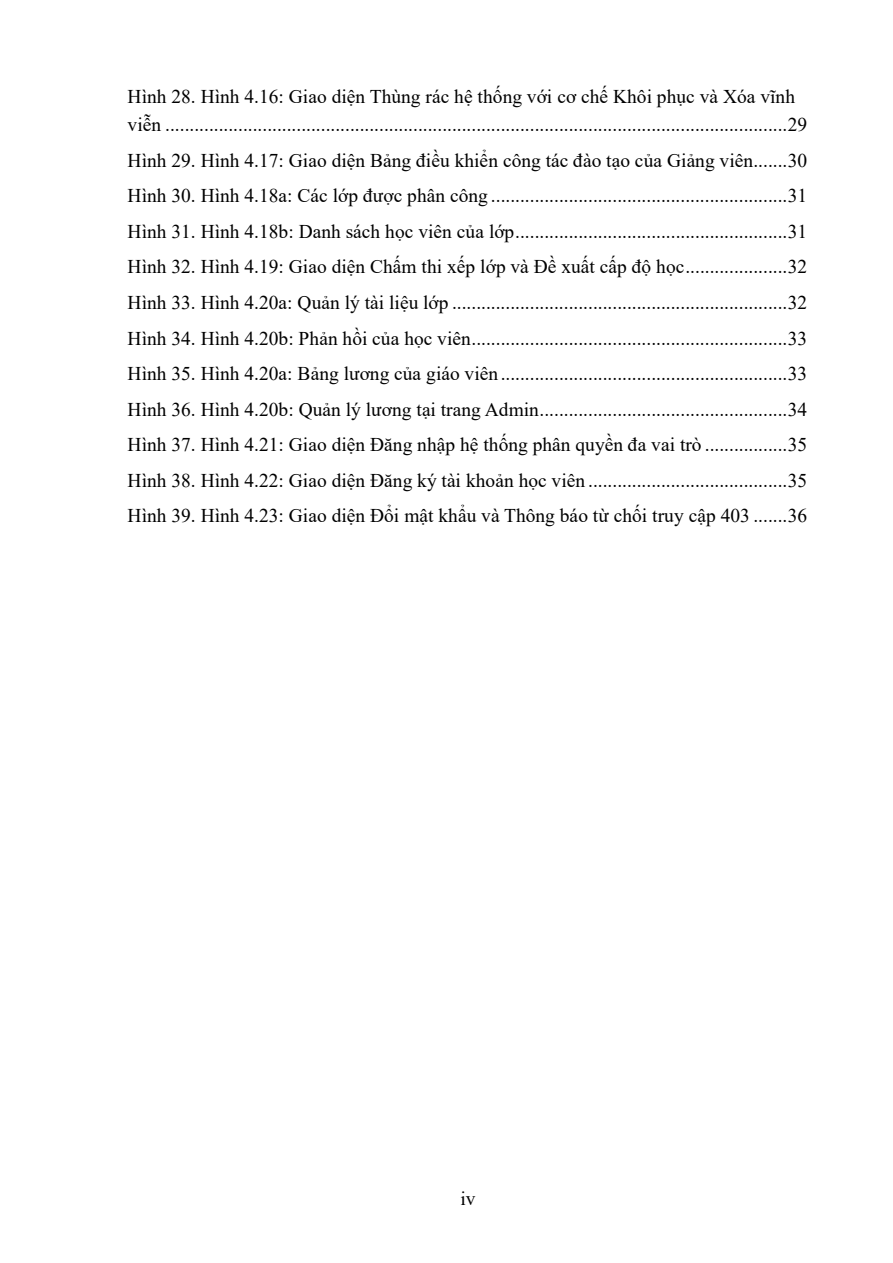 Hình 28. Hình 4.16: Giao diện Thùng rác hệ thống với cơ chế Khôi phục và Xóa vĩnh
viễn ................................................................................................................................29
Hình 29. Hình 4.17: Giao diện Bảng điều khiển công tác đào tạo của Giảng viên.......30
Hình 30. Hình 4.18a: Các lớp được phân công .............................................................31
Hình 31. Hình 4.18b: Danh sách học viên của lớp........................................................31
Hình 32. Hình 4.19: Giao diện Chấm thi xếp lớp và Đề xuất cấp độ học.....................32
Hình 33. Hình 4.20a: Quản lý tài liệu lớp .....................................................................32
Hình 34. Hình 4.20b: Phản hồi của học viên.................................................................33
Hình 35. Hình 4.20a: Bảng lương của giáo viên ...........................................................33
Hình 36. Hình 4.20b: Quản lý lương tại trang Admin...................................................34
Hình 37. Hình 4.21: Giao diện Đăng nhập hệ thống phân quyền đa vai trò .................35
Hình 38. Hình 4.22: Giao diện Đăng ký tài khoản học viên .........................................35
Hình 39. Hình 4.23: Giao diện Đổi mật khẩu và Thông báo từ chối truy cập 403 .......36
iv